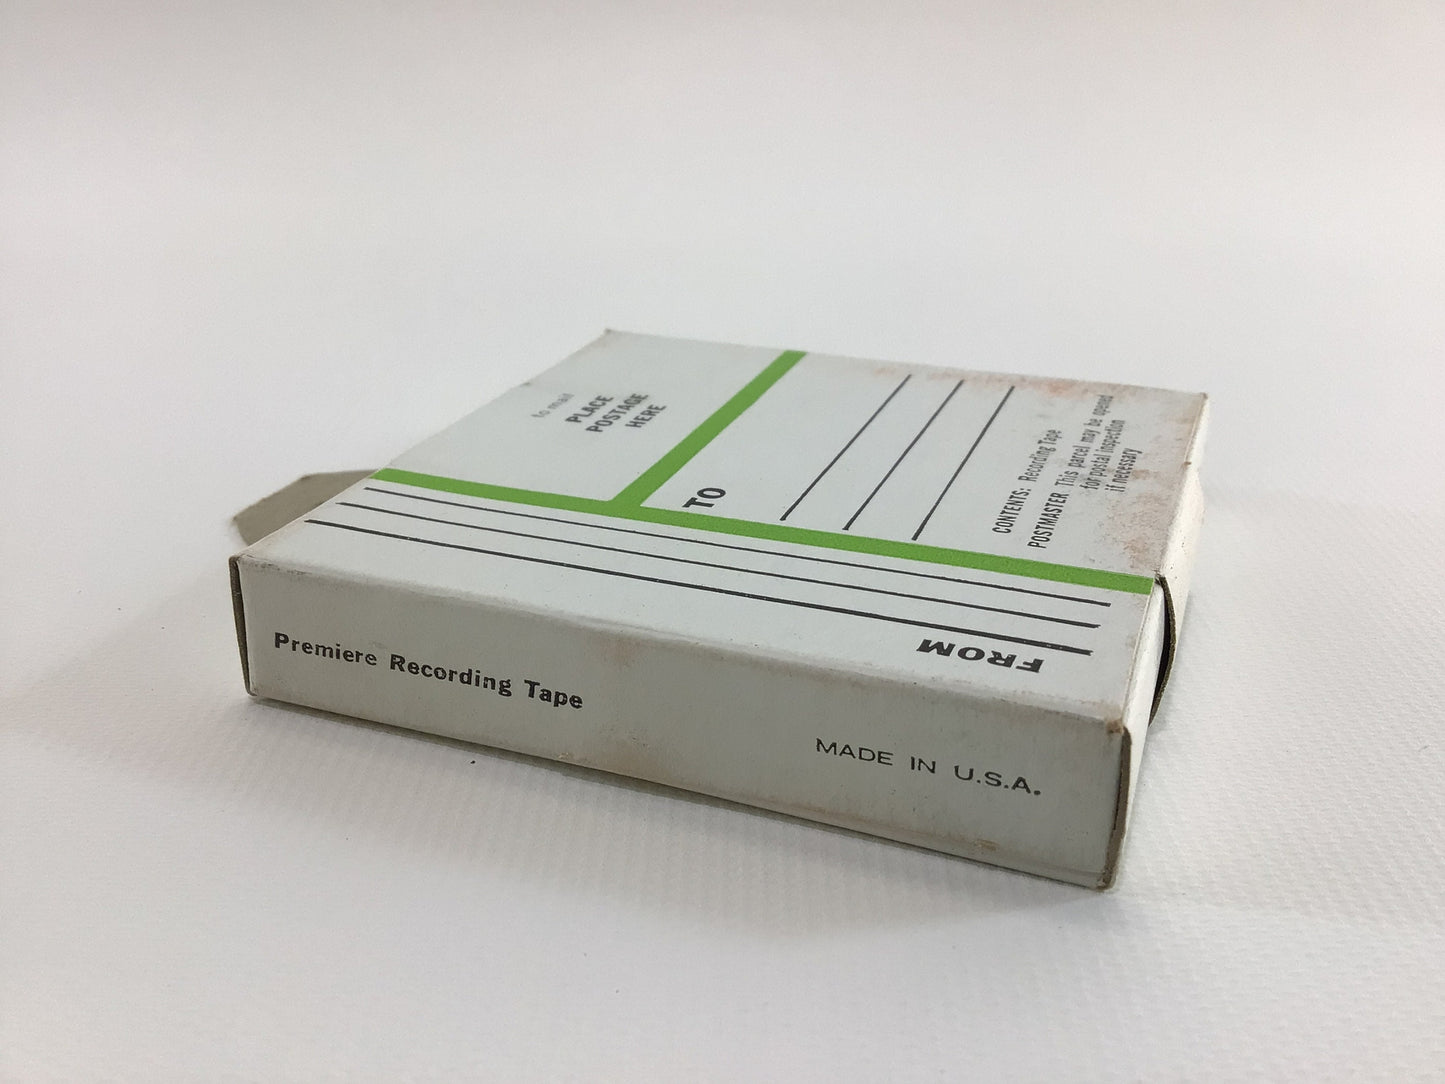 to mail
PLACE
POSTAGE
HERE
TO
CONTENTS: Recording Tape
POSTMASTER This parcel may be opened
for postal inspection
if necessary
FROM
Premiere Recording Tape
MADE IN U.S.A.